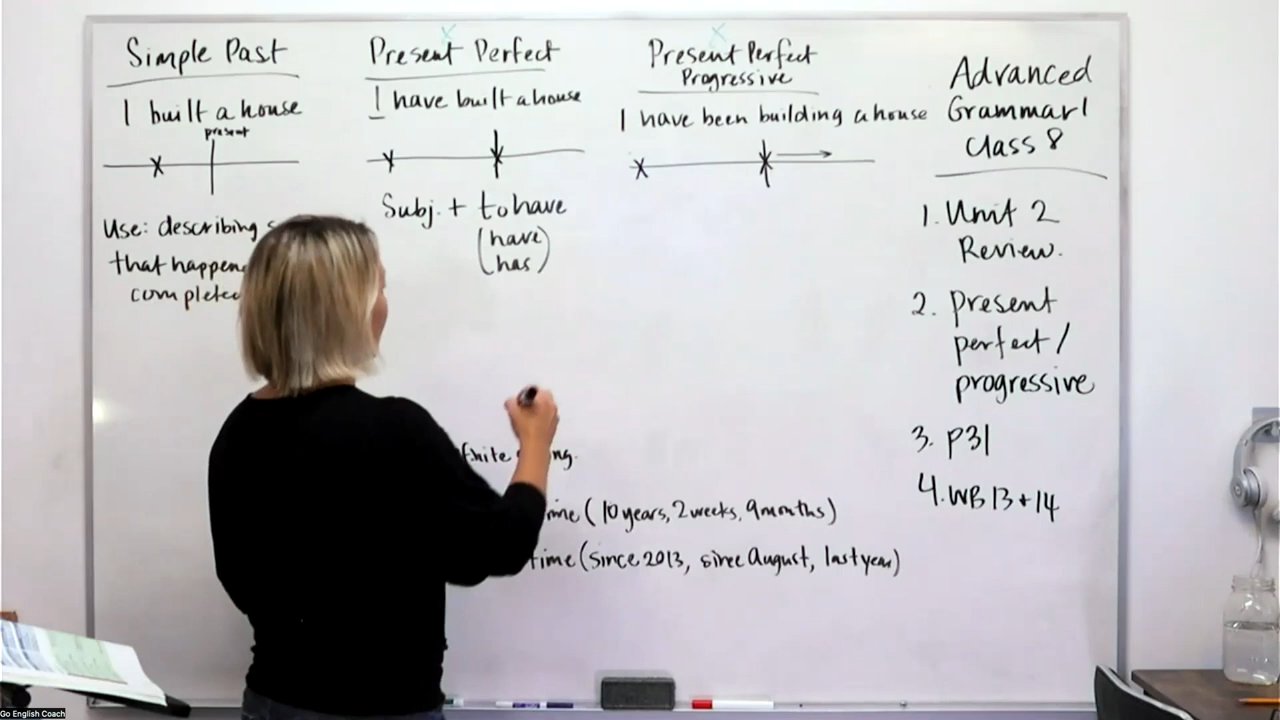 Simple Past
I built a house
present
Use: describing
that happen
complete
Present Perfect
I have built a house
Subj. + to have
(have
has)
Present Perfect
Progressive
I have been building a house
time (10 years, 2 weeks, 9 months)
time (since 2013, since August, last year)
Advanced
Grammar 1
Class 8
1. Unit 2
Review.
2. Present
perfect /
progressive
3. P31
4. WB 13 + 14
Go English Coach